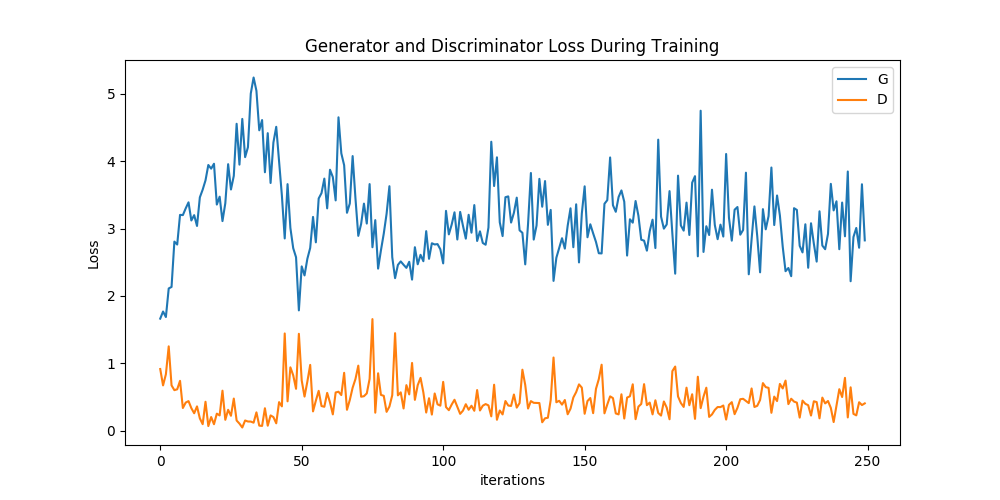 Generator and Discriminator Loss During Training
G
D
Loss
5
4
3
2
1
0
0 50 100 150 200 250
iterations